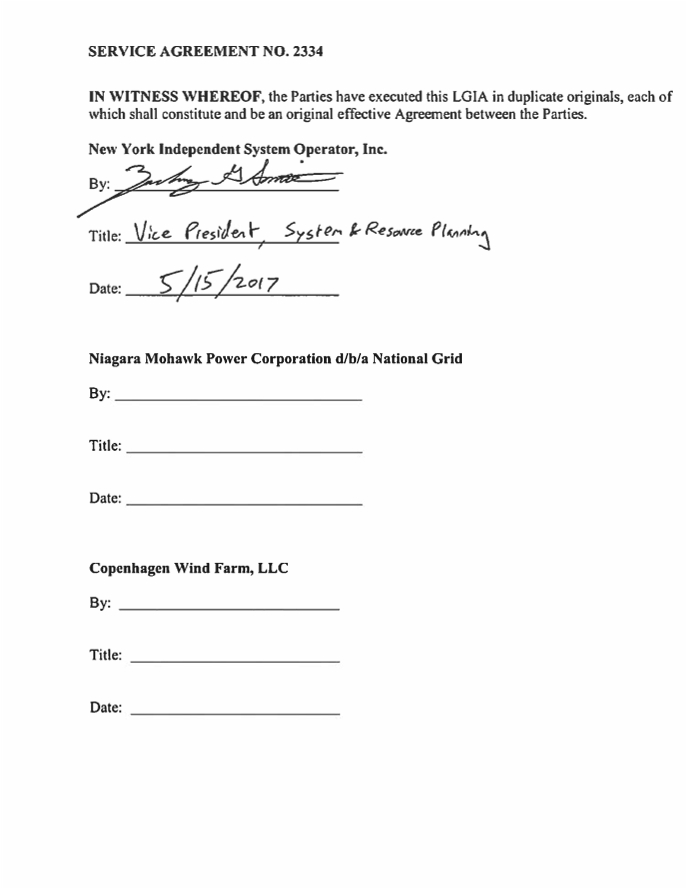 SERVICE AGREEMENT NO. 2334
IN WITNESS WHEREOF, the Parties have executed this LGIA in duplicate originals, each of
which shall constitute and be an original effective Agreement between the Parties.
New York Independent System Operator, Inc.
By:
Title: Vice President, System & Resource Planning
Date: 5/15/2017
Niagara Mohawk Power Corporation d/b/a National Grid
By:
Title:
Date:
Copenhagen Wind Farm, LLC
By:
Title:
Date: